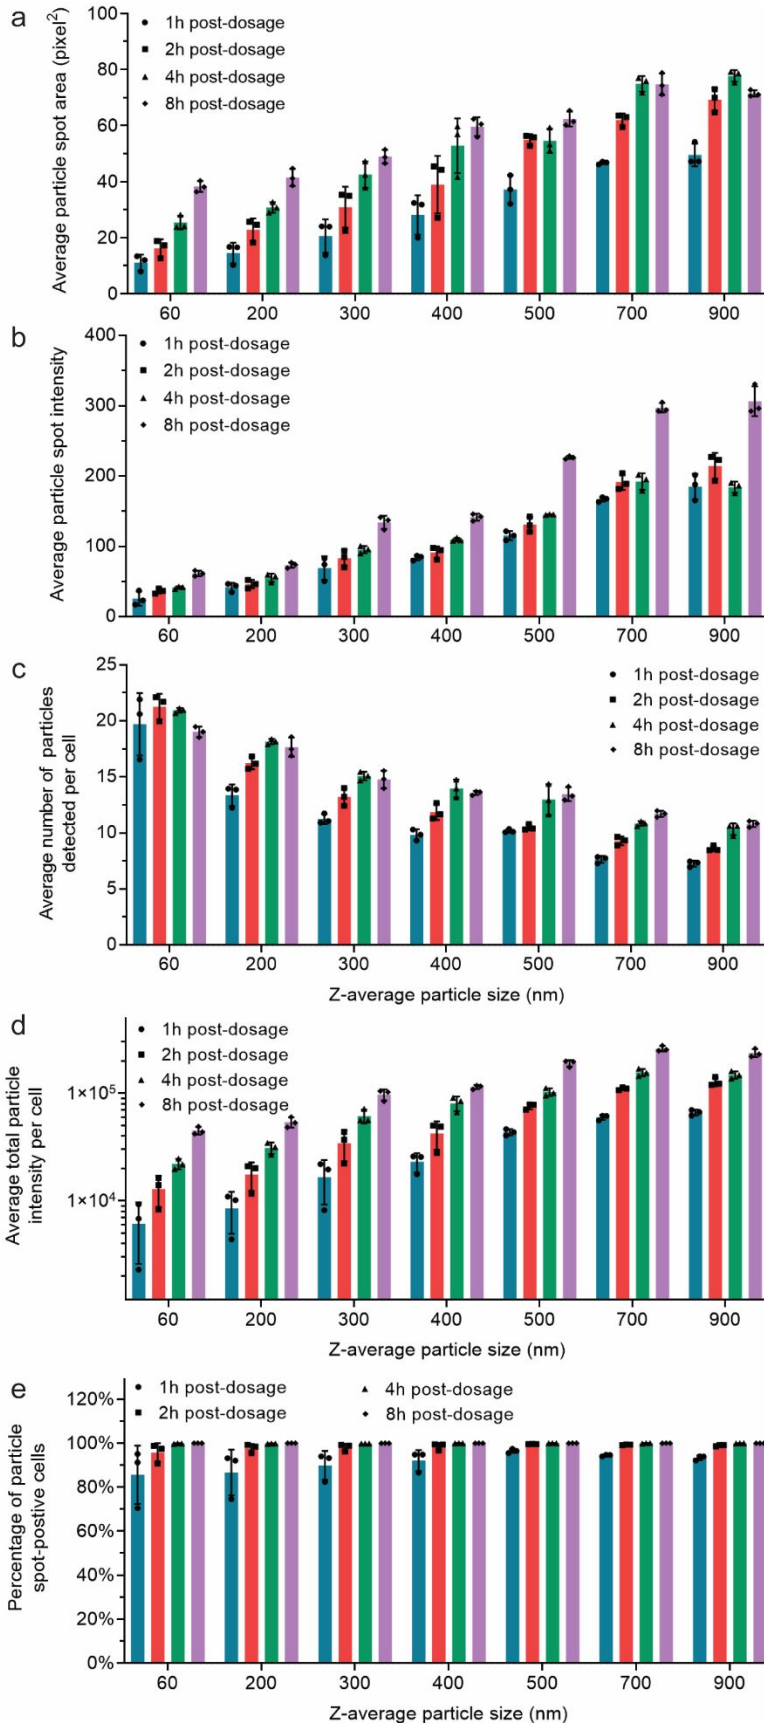 a
Average particle spot area (pixel²)
100
80
60
40
20
0
1h post-dosage
2h post-dosage
4h post-dosage
8h post-dosage
60 200 300 400 500 700 900
b
Average particle spot intensity
400
300
200
100
0
1h post-dosage
2h post-dosage
4h post-dosage
8h post-dosage
60 200 300 400 500 700 900
c
Average number of particles
detected per cell
25
20
15
10
5
0
1h post-dosage
2h post-dosage
4h post-dosage
8h post-dosage
60 200 300 400 500 700 900
Z-average particle size (nm)
d
Average total particle
intensity per cell
1×10⁵
1×10⁴
1h post-dosage
2h post-dosage
4h post-dosage
8h post-dosage
60 200 300 400 500 700 900
Z-average particle size (nm)
e
Percentage of particle
spot-postive cells
120%
100%
80%
60%
40%
20%
0%
1h post-dosage
2h post-dosage
4h post-dosage
8h post-dosage
60 200 300 400 500 700 900
Z-average particle size (nm)